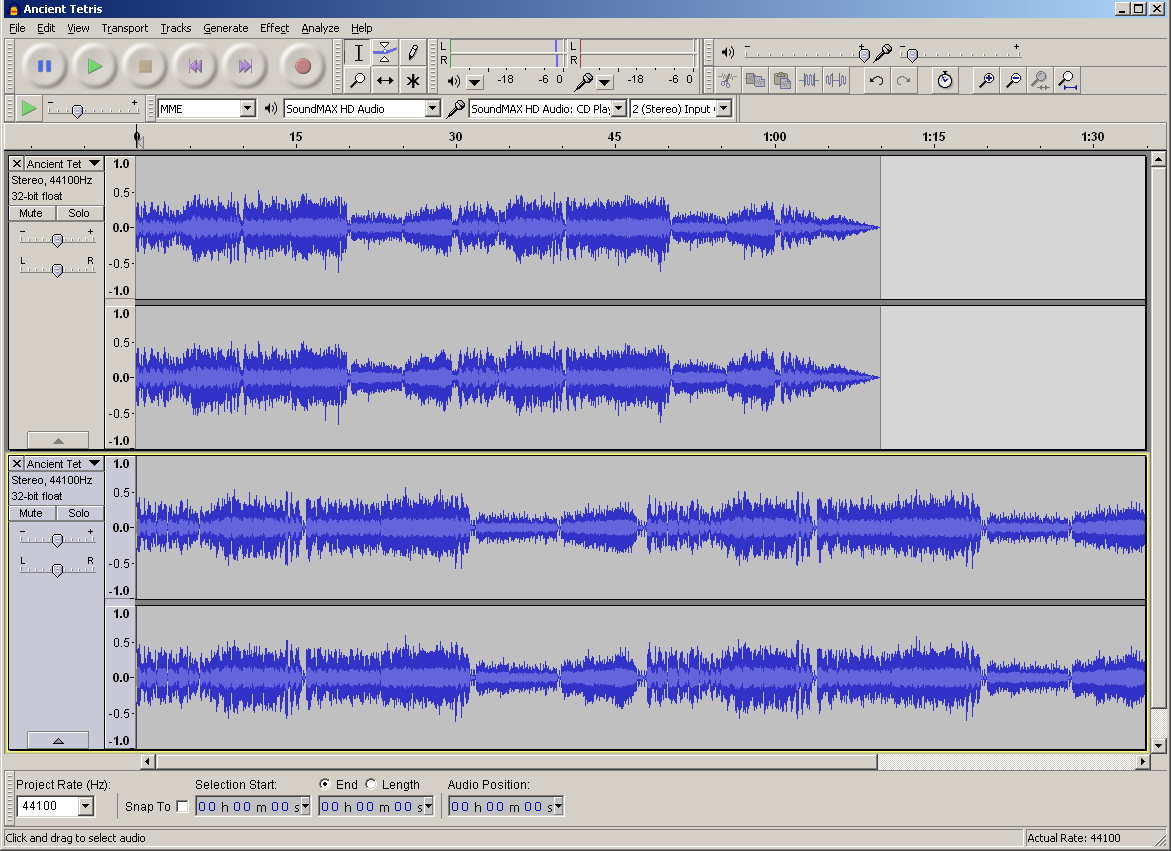 Ancient Tetris
File Edit View Transport Tracks Generate Effect Analyze Help
L
R
-18 -6 0
L
R
-18 -6 0
- +
- +
- +
MME
SoundMAX HD Audio
SoundMAX HD Audio: CD Play
2 (Stereo) Input
0 15 30 45 1:00 1:15 1:30
Ancient Tet
Stereo, 44100Hz
32-bit float
Mute Solo
- +
L R
1.0
0.5
0.0
-0.5
-1.0
1.0
0.5
0.0
-0.5
-1.0
Ancient Tet
Stereo, 44100Hz
32-bit float
Mute Solo
- +
L R
1.0
0.5
0.0
-0.5
-1.0
1.0
0.5
0.0
-0.5
-1.0
Project Rate (Hz):
44100
Snap To
Selection Start:
00 h 00 m 00 s
End Length
00 h 00 m 00 s
Audio Position:
00 h 00 m 00 s
Click and drag to select audio
Actual Rate: 44100